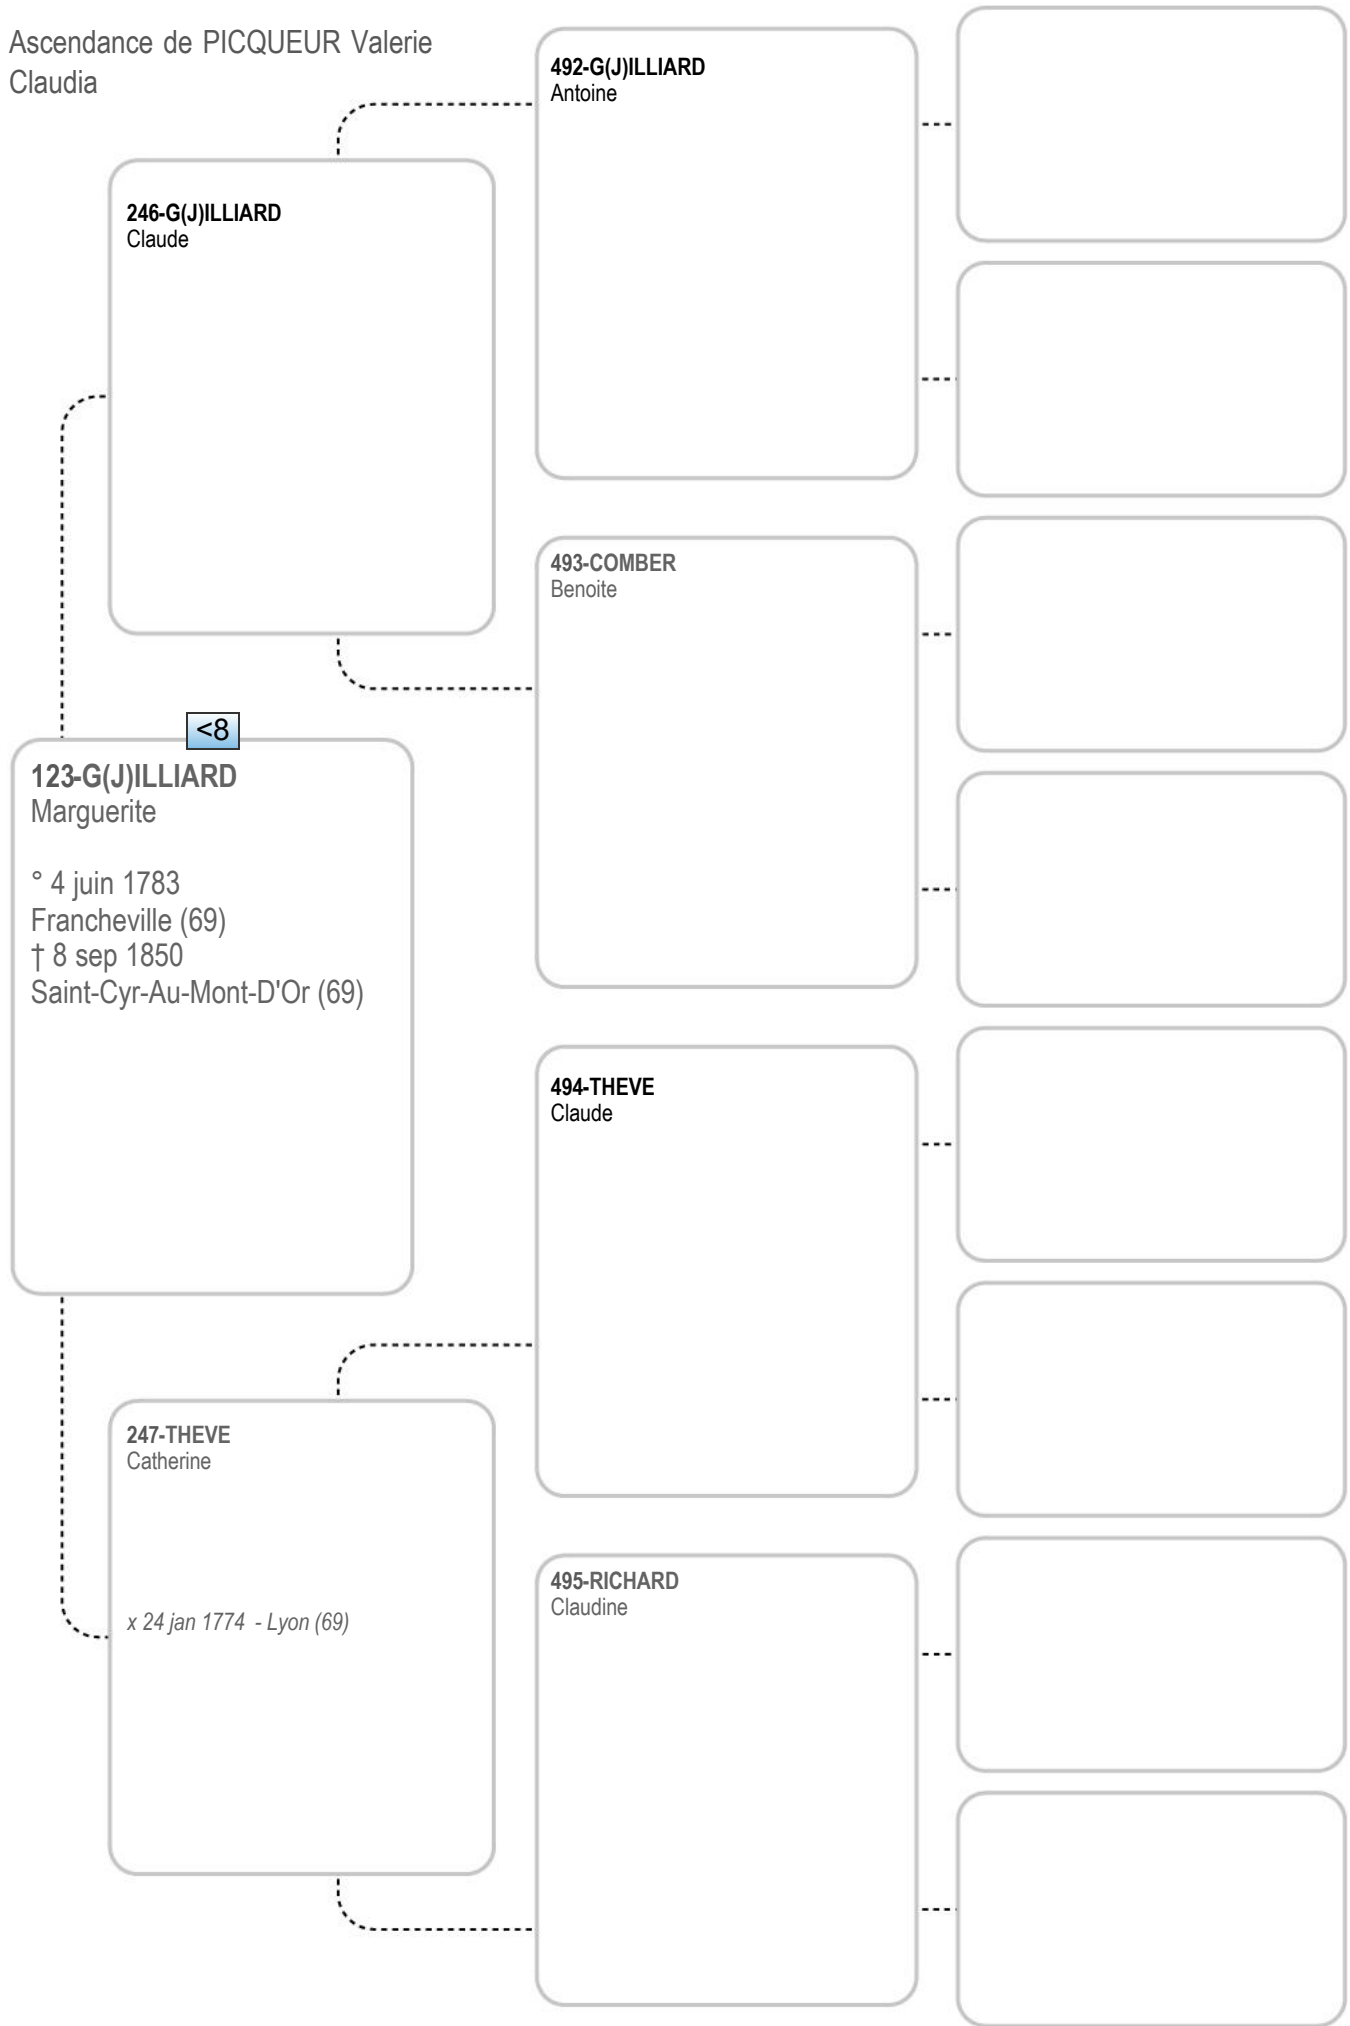 Ascendance de PICQUEUR Valerie
Claudia
492-G(J)ILLIARD
Antoine
246-G(J)ILLIARD
Claude
493-COMBER
Benoite
<8
123-G(J)ILLIARD
Marguerite
° 4 juin 1783
Francheville (69)
† 8 sep 1850
Saint-Cyr-Au-Mont-D'Or (69)
494-THEVE
Claude
247-THEVE
Catherine
x 24 jan 1774 - Lyon (69)
495-RICHARD
Claudine